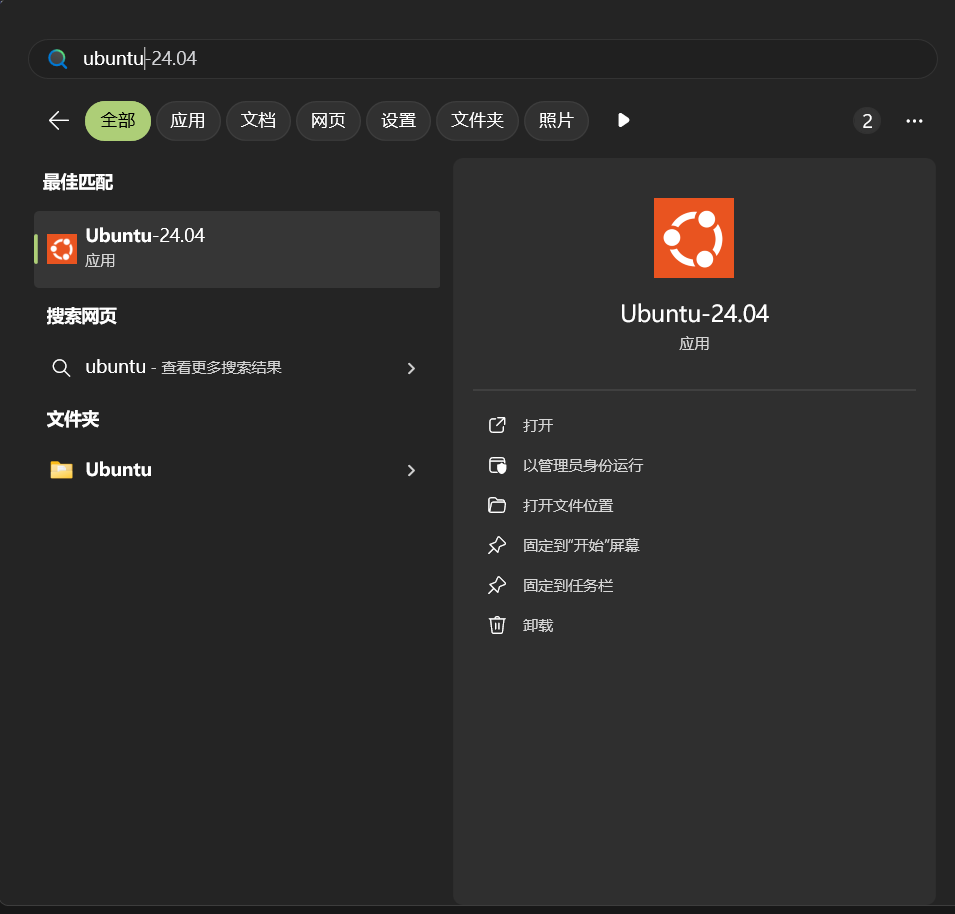 ubuntu-24.04
全部 应用 文档 网页 设置 文件夹 照片 2
最佳匹配
Ubuntu-24.04
应用
搜索网页
ubuntu - 查看更多搜索结果
文件夹
Ubuntu
Ubuntu-24.04
应用
打开
以管理员身份运行
打开文件位置
固定到“开始”屏幕
固定到任务栏
卸载